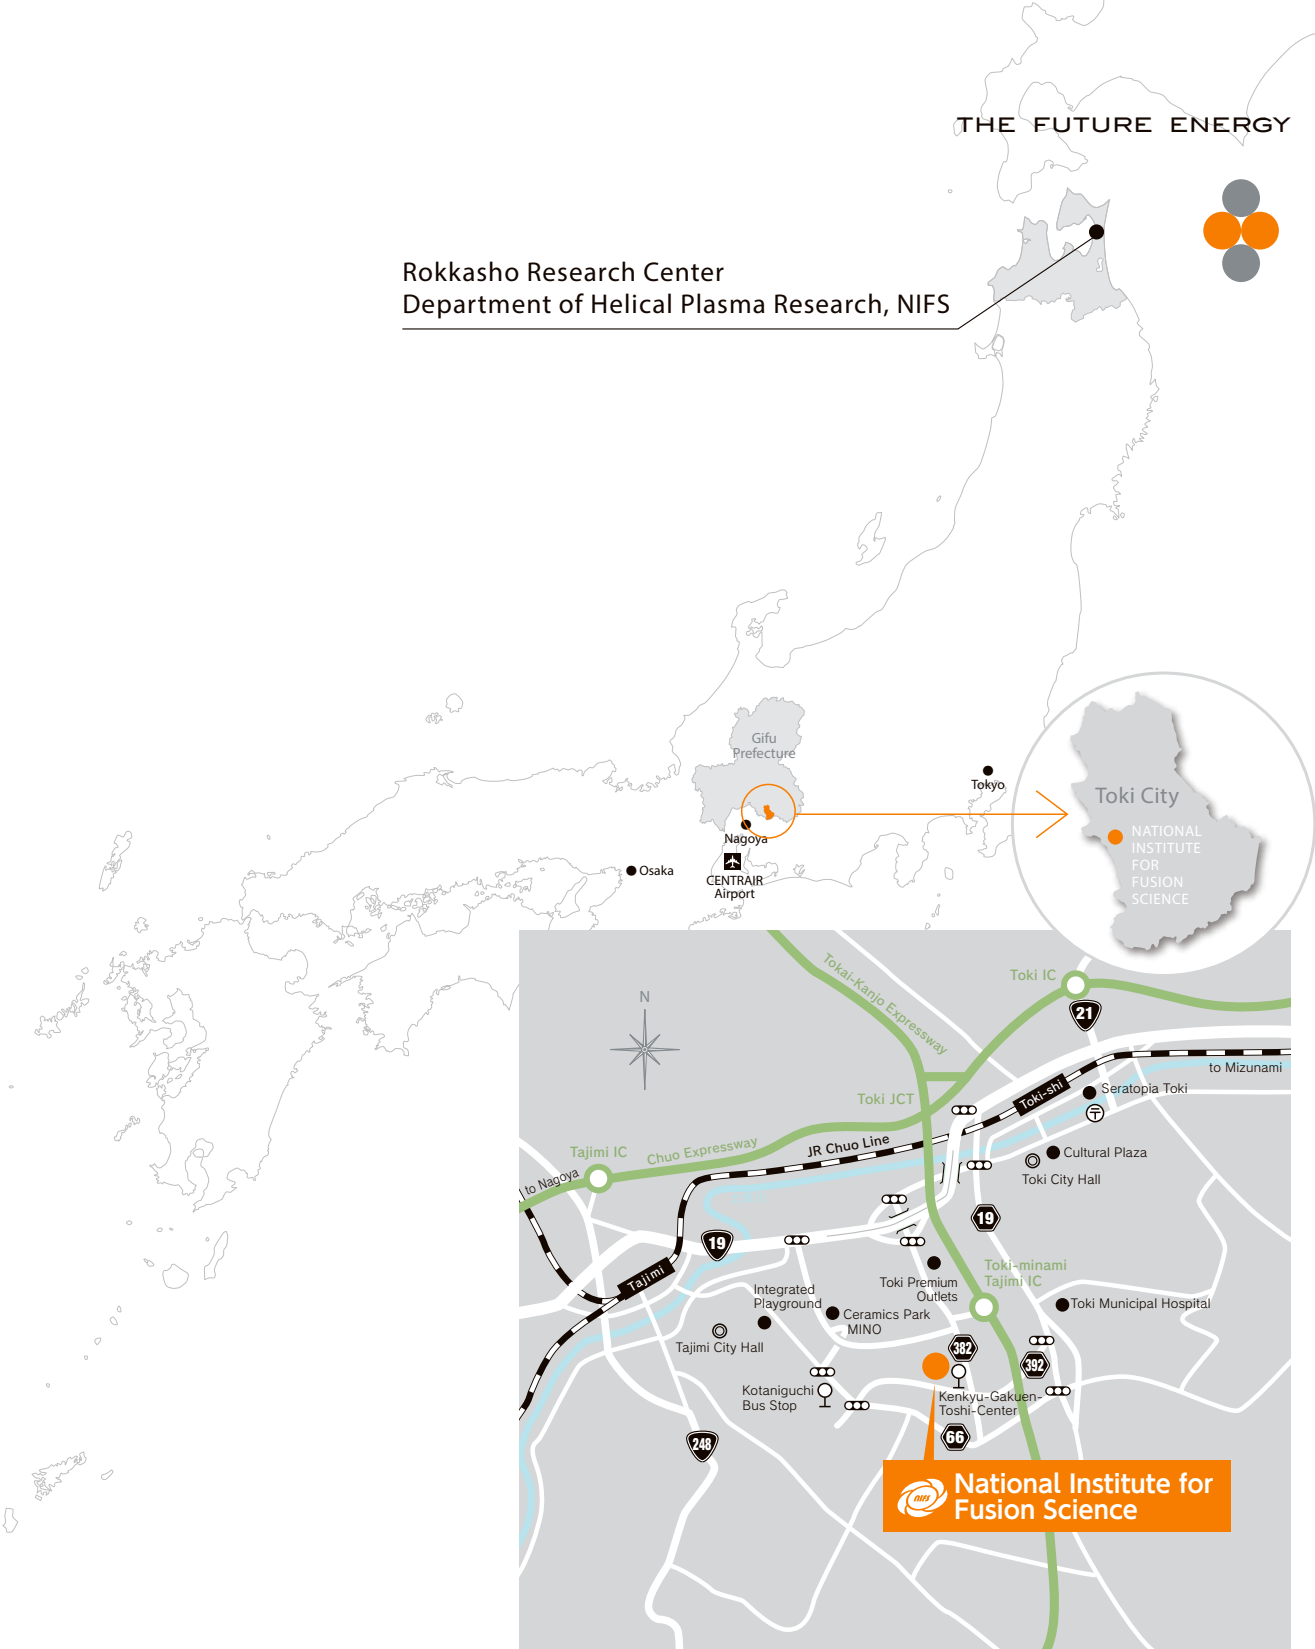 THE FUTURE ENERGY
Rokkasho Research Center
Department of Helical Plasma Research, NIFS
Gifu
Prefecture
Tokyo
Nagoya
Osaka
CENTRAIR
Airport
Toki City
NATIONAL
INSTITUTE
FOR
FUSION
SCIENCE
N
Tokai-Kanjo Expressway
Toki IC
21
to Mizunami
Toki-shi
Seratopia Toki
Toki JCT
JR Chuo Line
Chuo Expressway
Tajimi IC
to Nagoya
Cultural Plaza
Toki City Hall
19
19
Tajimi
Toki-minami
Tajimi IC
Toki Premium
Outlets
Integrated
Playground
Ceramics Park
MINO
Toki Municipal Hospital
Tajimi City Hall
382
392
Kotaniguchi
Bus Stop
Kenkyu-Gakuen-
Toshi-Center
66
248
NIFS
National Institute for
Fusion Science